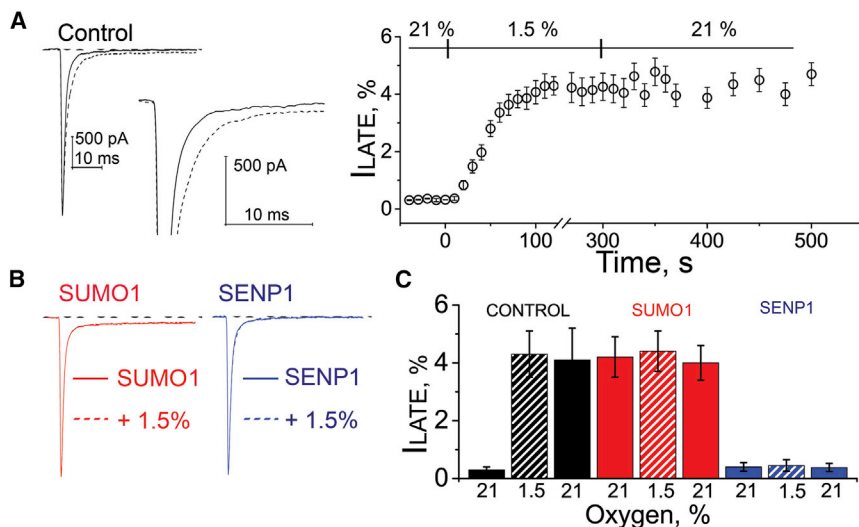 A
Control
500 pA
10 ms
500 pA
10 ms
21 %
1.5 %
21 %
ILATE, %
6
4
2
0
0
100
300
400
500
Time, s
B
SUMO1
SENP1
SUMO1
+ 1.5%
SENP1
+ 1.5%
C
CONTROL
SUMO1
SENP1
ILATE, %
6
4
2
0
21
1.5
21
21
1.5
21
21
1.5
21
Oxygen, %